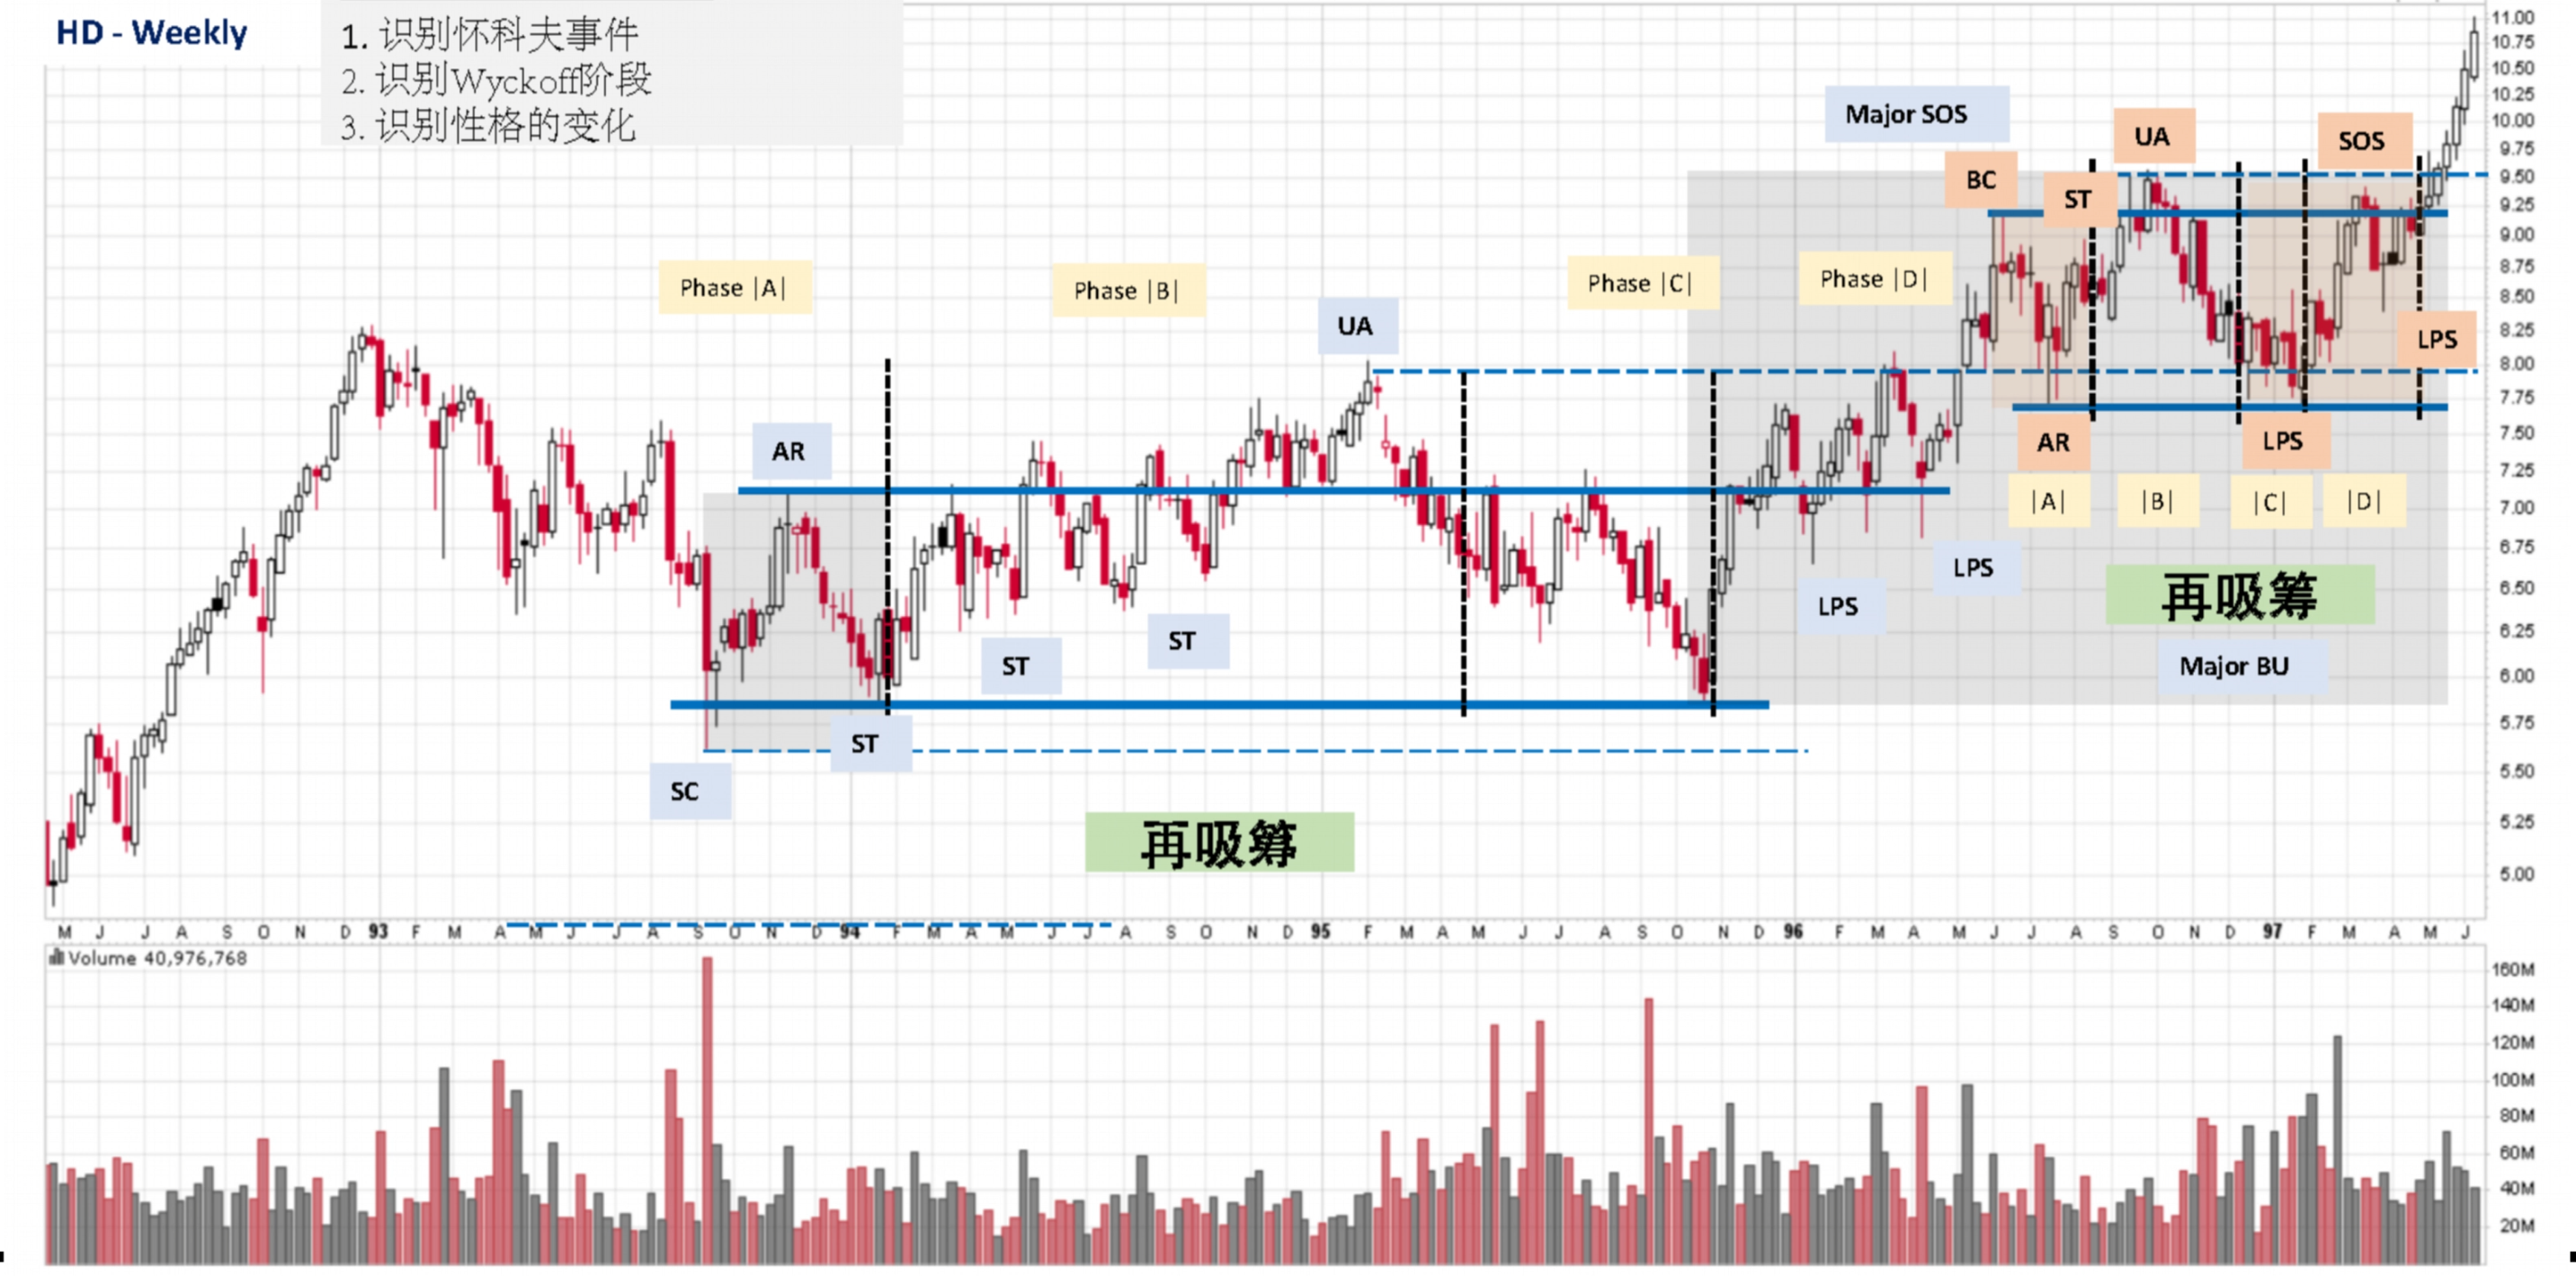 HD - Weekly
1. 识别怀科夫事件
2. 识别Wyckoff阶段
3. 识别性格的变化
Major SOS
BC
ST
UA
SOS
Phase |A|
Phase |B|
Phase |C|
Phase |D|
UA
AR
LPS
AR
LPS
|A|
|B|
|C|
|D|
LPS
LPS
再吸筹
Major BU
ST
ST
ST
SC
再吸筹
11.00
10.75
10.50
10.25
10.00
9.75
9.50
9.25
9.00
8.75
8.50
8.25
8.00
7.75
7.50
7.25
7.00
6.75
6.50
6.25
6.00
5.75
5.50
5.25
5.00
M J J A S O N D 93 F M A M J J A S O N D 94 F M A M J J A S O N D 95 F M A M J J A S O N D 96 F M A M J J A S O N D 97 F M A M J
Volume 40,976,768
160M
140M
120M
100M
80M
60M
40M
20M